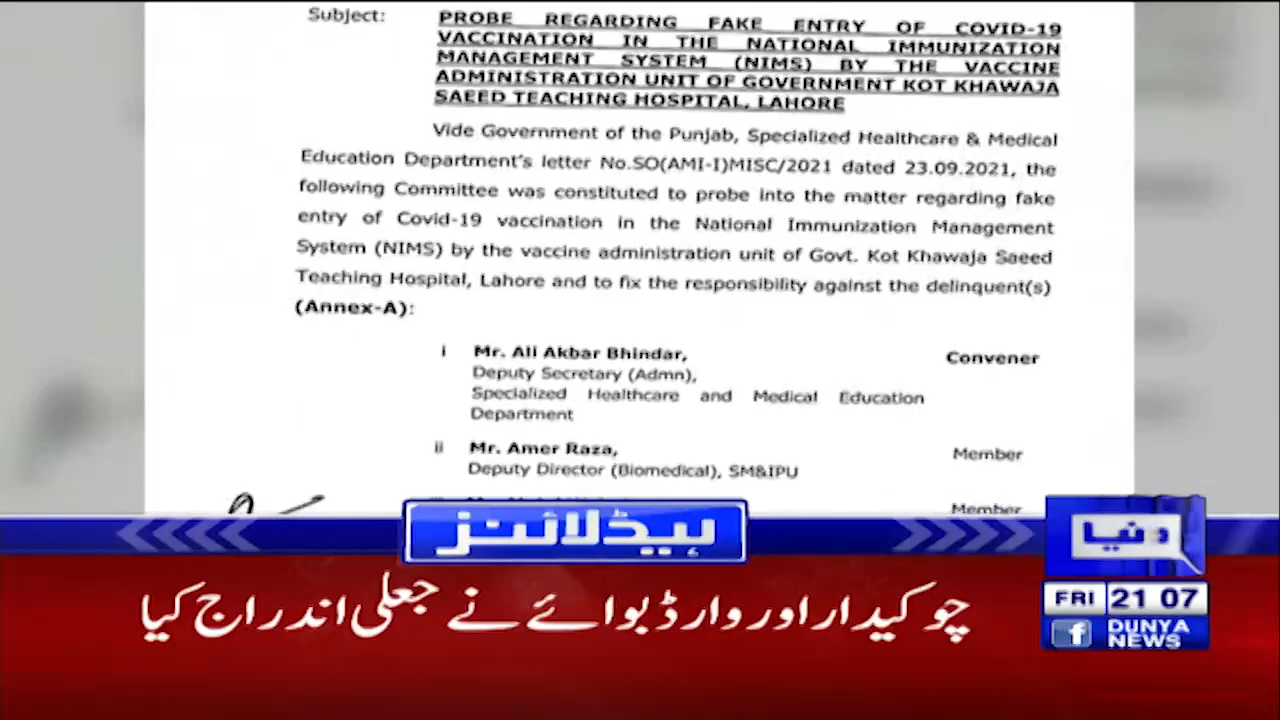 Subject: PROBE REGARDING FAKE ENTRY OF COVID-19
VACCINATION IN THE NATIONAL IMMUNIZATION
MANAGEMENT SYSTEM (NIMS) BY THE VACCINE
ADMINISTRATION UNIT OF GOVERNMENT KOT KHAWAJA
SAEED TEACHING HOSPITAL, LAHORE
Vide Government of the Punjab, Specialized Healthcare & Medical
Education Department's letter No.SO(AMI-I)MISC/2021 dated 23.09.2021, the
following Committee was constituted to probe into the matter regarding fake
entry of Covid-19 vaccination in the National Immunization Management
System (NIMS) by the vaccine administration unit of Govt. Kot Khawaja Saeed
Teaching Hospital, Lahore and to fix the responsibility against the delinquent(s)
(Annex-A):
i Mr. Ali Akbar Bhindar, Convener
Deputy Secretary (Admn),
Specialized Healthcare and Medical Education
Department
ii Mr. Amer Raza, Member
Deputy Director (Biomedical), SM&IPU
Member
ہیڈلائنز
دنیا
چوکیدار اور وارڈ بوائے نے جعلی اندراج کیا
FRI 21 07
f DUNYA
NEWS